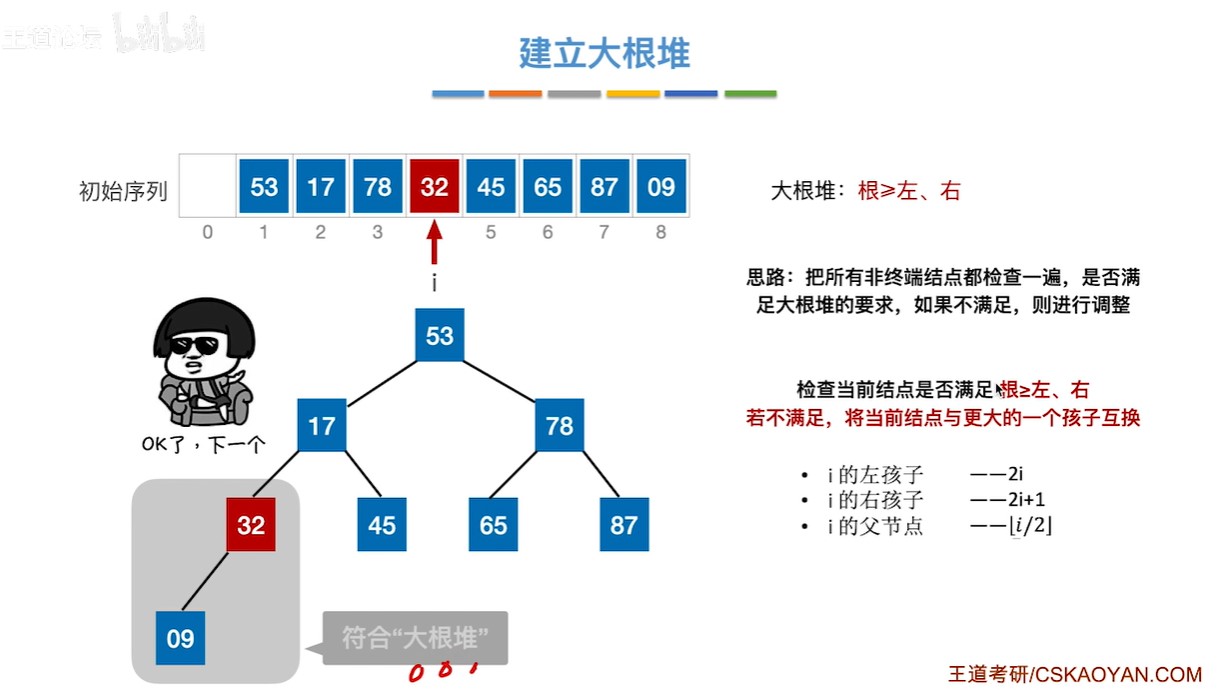 王道论坛 bilibili
建立大根堆
初始序列 53 17 78 32 45 65 87 09
0 1 2 3 5 6 7 8
i
大根堆：根≥左、右
思路：把所有非终端结点都检查一遍，是否满
足大根堆的要求，如果不满足，则进行调整
53
17 78
32 45 65 87
09
OK了，下一个
符合“大根堆”
检查当前结点是否满足 根≥左、右
若不满足，将当前结点与更大的一个孩子互换
• i 的左孩子 ——2i
• i 的右孩子 ——2i+1
• i 的父节点 ——⌊i/2⌋
王道考研/CSKAOYAN.COM